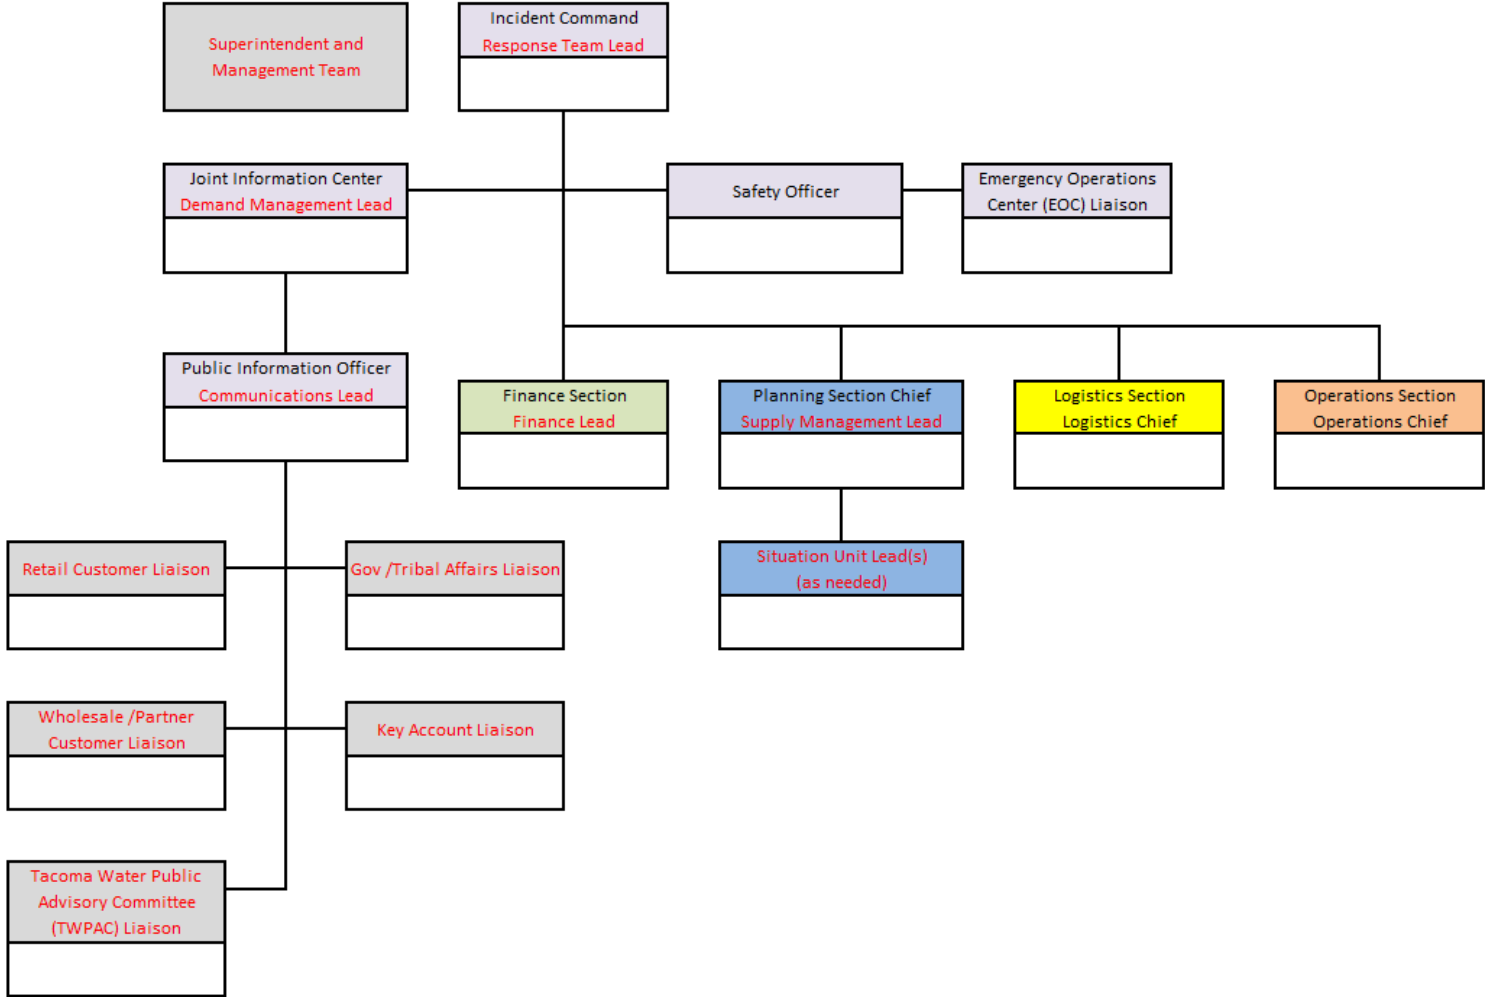 Superintendent and
Management Team
Incident Command
Response Team Lead
Joint Information Center
Demand Management Lead
Safety Officer
Emergency Operations
Center (EOC) Liaison
Public Information Officer
Communications Lead
Finance Section
Finance Lead
Planning Section Chief
Supply Management Lead
Logistics Section
Logistics Chief
Operations Section
Operations Chief
Retail Customer Liaison
Gov /Tribal Affairs Liaison
Situation Unit Lead(s)
(as needed)
Wholesale /Partner
Customer Liaison
Key Account Liaison
Tacoma Water Public
Advisory Committee
(TWPAC) Liaison